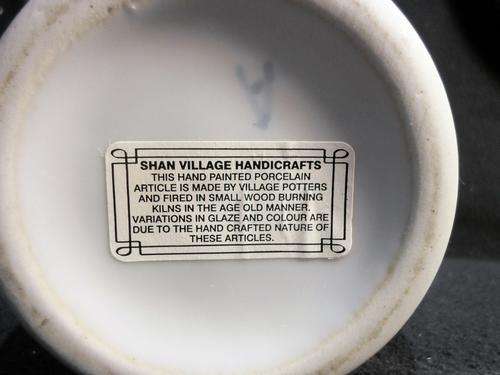 A
SHAN VILLAGE HANDICRAFTS
THIS HAND PAINTED PORCELAIN
ARTICLE IS MADE BY VILLAGE POTTERS
AND FIRED IN SMALL WOOD BURNING
KILNS IN THE AGE OLD MANNER.
VARIATIONS IN GLAZE AND COLOUR ARE
DUE TO THE HAND CRAFTED NATURE OF
THESE ARTICLES.